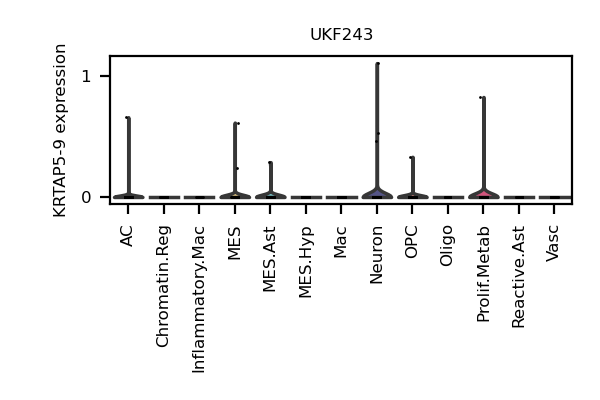 UKF243
KRTAP5-9 expression
1
0
AC
Chromatin.Reg
Inflammatory.Mac
MES
MES.Ast
MES.Hyp
Mac
Neuron
OPC
Oligo
Prolif.Metab
Reactive.Ast
Vasc